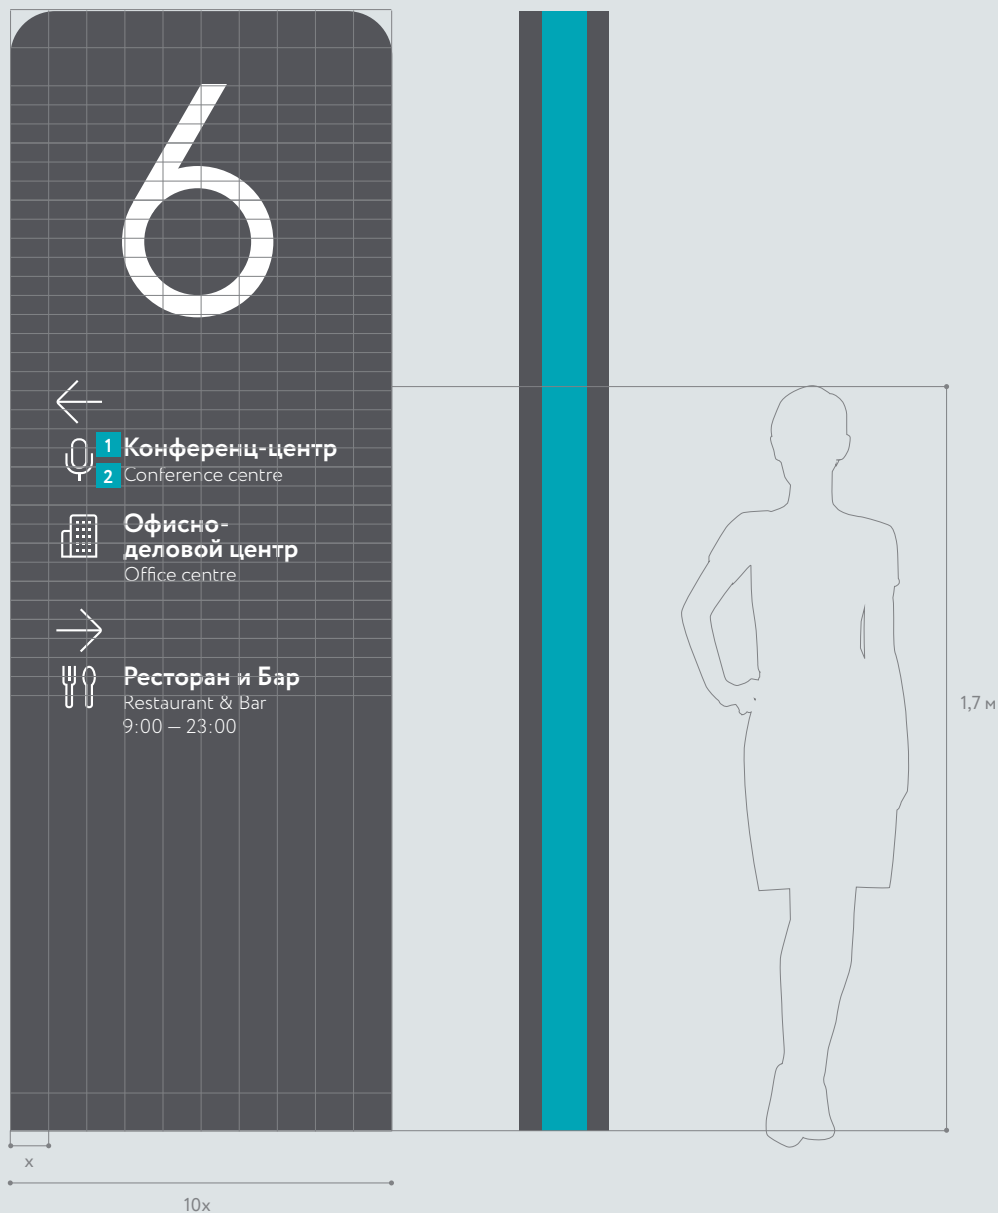 6
1 Конференц-центр
2 Conference centre
Офисно-
деловой центр
Office centre
Ресторан и Бар
Restaurant & Bar
9:00 — 23:00
1,7 м
x
10x